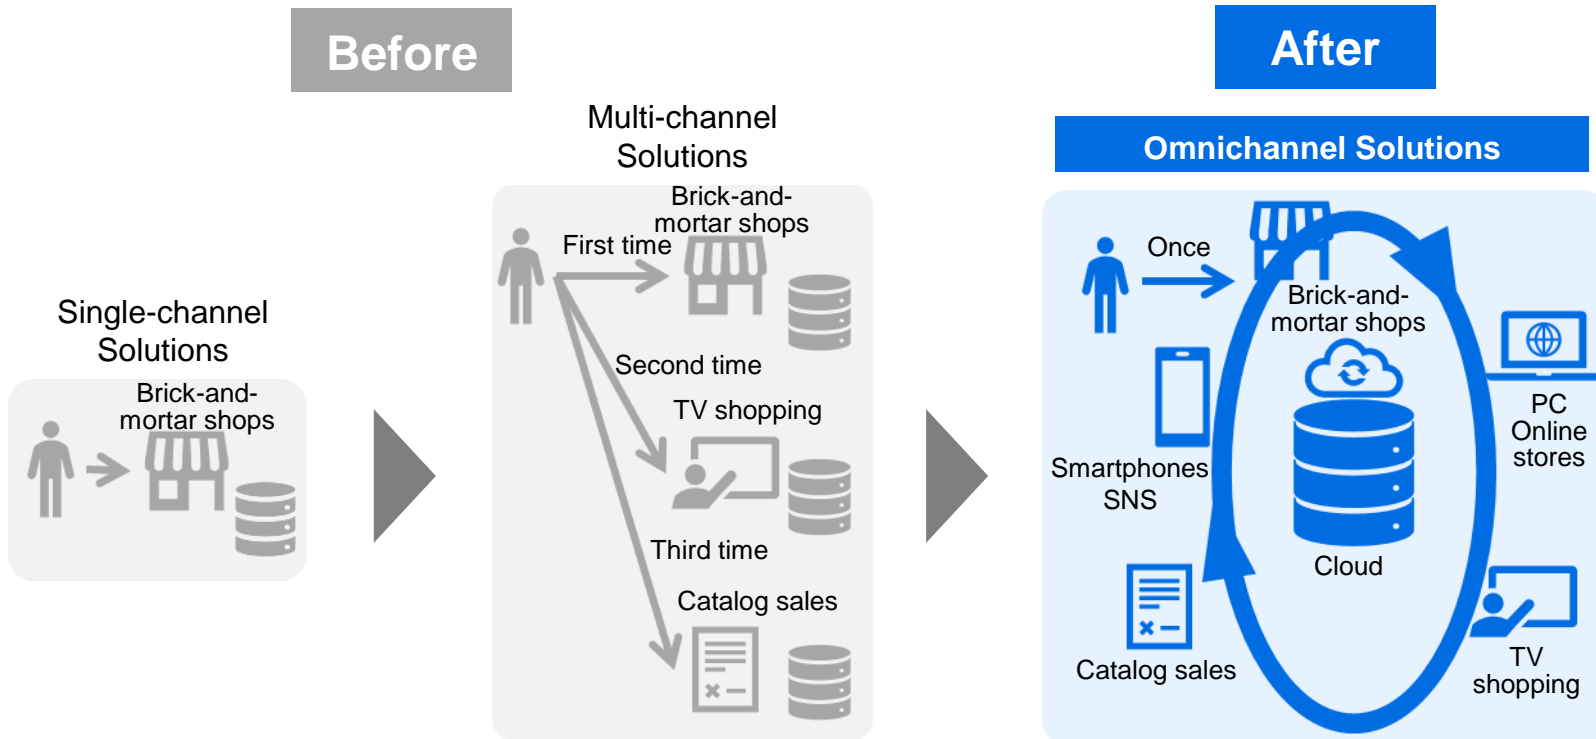 Before
After
Single-channel
Solutions
Brick-and-
mortar shops
Multi-channel
Solutions
Brick-and-
mortar shops
First time
Second time
TV shopping
Third time
Catalog sales
Omnichannel Solutions
Once
Brick-and-
mortar shops
PC
Online
stores
Smartphones
SNS
Cloud
Catalog sales
TV
shopping